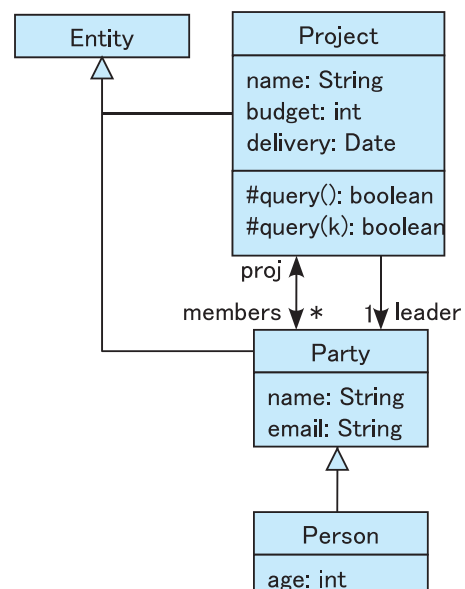 Entity
Project
name: String
budget: int
delivery: Date
#query(): boolean
#query(k): boolean
proj
members * 1 leader
Party
name: String
email: String
Person
age: int